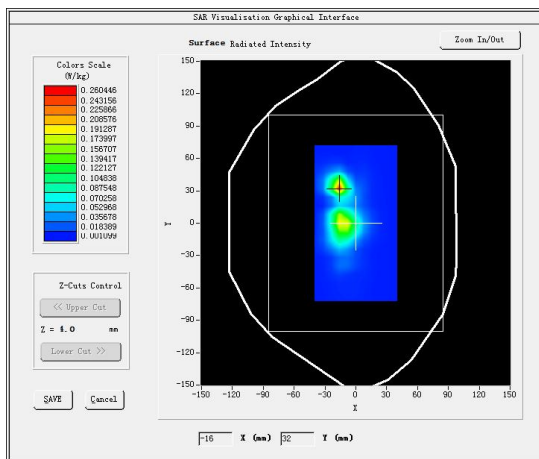 SAR Visualisation Graphical Interface
Surface Radiated Intensity
Zoom In/Out
Colors Scale
(W/kg)
0.260446
0.243156
0.225866
0.208576
0.191287
0.173997
0.156707
0.139417
0.122127
0.104838
0.087548
0.070258
0.052968
0.035678
0.018389
0.001099
Z-Cuts Control
<< Upper Cut
Z = 4.0 mm
Lower Cut >>
SAVE
Cancel
150
120
90
60
30
0
-30
-60
-90
-120
-150
Y
-150 -120 -90 -60 -30 0 30 60 90 120 150
X
-16 X (mm) 32 Y (mm)